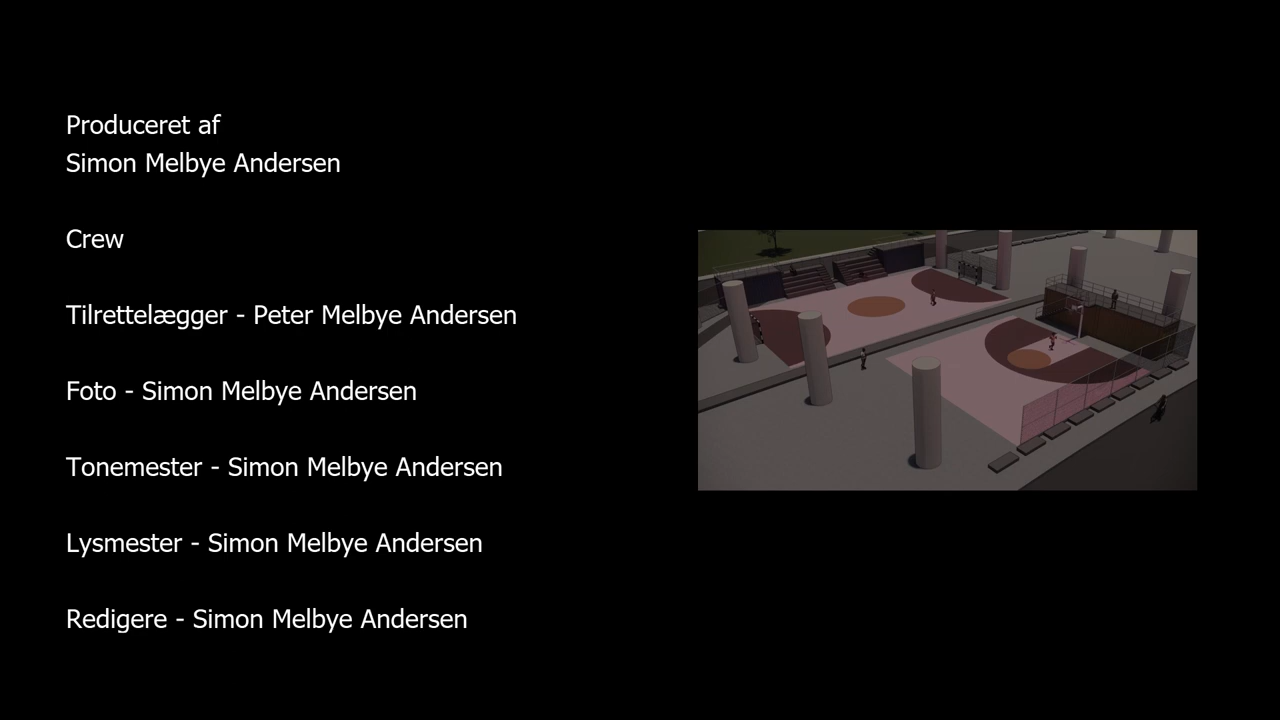 Produceret af
Simon Melbye Andersen
Crew
Tilrettelægger - Peter Melbye Andersen
Foto - Simon Melbye Andersen
Tonemester - Simon Melbye Andersen
Lysmester - Simon Melbye Andersen
Redigere - Simon Melbye Andersen